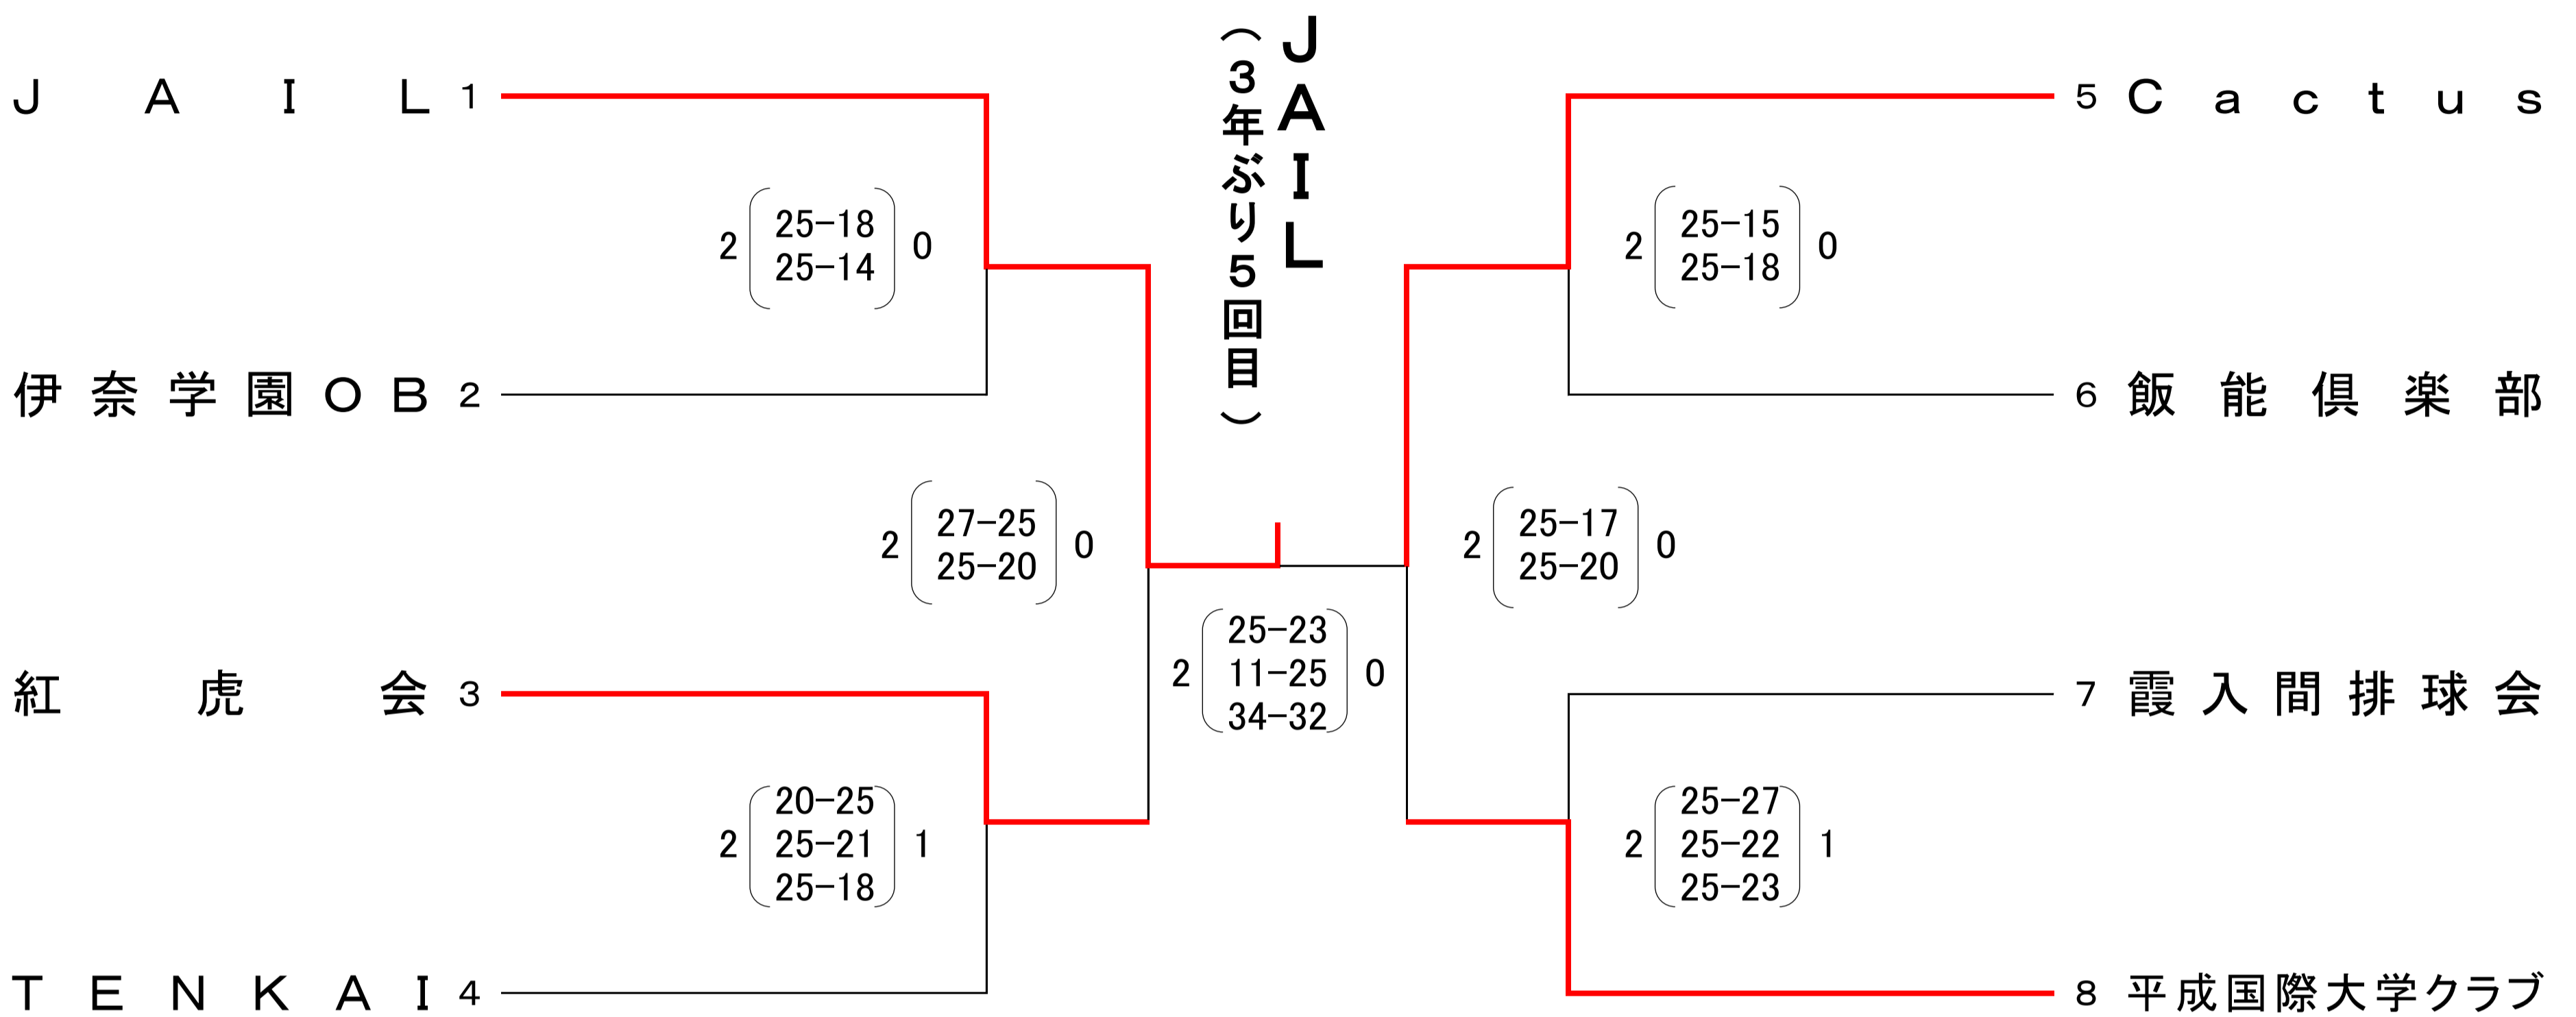 JAIL
(3年ぶり5回目)
JAIL 1
2 25-18 0
25-14
伊奈学園OB 2
2 27-25 0
25-20
紅虎会 3
2 20-25 1
25-21
25-18
TENKAI 4
2 25-23 0
11-25
34-32
5 Cactus
2 25-15 0
25-18
6 飯能倶楽部
2 25-17 0
25-20
7 霞入間排球会
2 25-27 1
25-22
25-23
8 平成国際大学クラブ